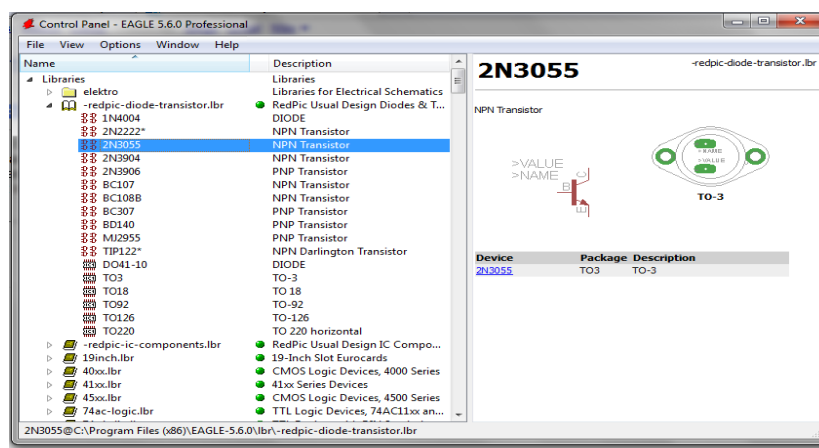 Control Panel - EAGLE 5.6.0 Professional
File View Options Window Help
Name Description
Libraries Libraries
elektro Libraries for Electrical Schematics
-redpic-diode-transistor.lbr RedPic Usual Design Diodes & T...
1N4004 DIODE
2N2222* NPN Transistor
2N3055 NPN Transistor
2N3904 NPN Transistor
2N3906 PNP Transistor
BC107 NPN Transistor
BC108B NPN Transistor
BC307 PNP Transistor
BD140 PNP Transistor
MJ2955 PNP Transistor
TIP122* NPN Darlington Transistor
DO41-10 DIODE
TO3 TO-3
TO18 TO 18
TO92 TO-92
TO126 TO-126
TO220 TO 220 horizontal
-redpic-ic-components.lbr RedPic Usual Design IC Compo...
19inch.lbr 19-Inch Slot Eurocards
40xx.lbr CMOS Logic Devices, 4000 Series
41xx.lbr 41xx Series Devices
45xx.lbr CMOS Logic Devices, 4500 Series
74ac-logic.lbr TTL Logic Devices, 74AC11xx an...
2N3055 -redpic-diode-transistor.lbr
NPN Transistor
>VALUE
>NAME
B
C
E
>NAME
>VALUE
TO-3
Device Package Description
2N3055 TO3 TO-3
2N3055@C:\Program Files (x86)\EAGLE-5.6.0\lbr\-redpic-diode-transistor.lbr